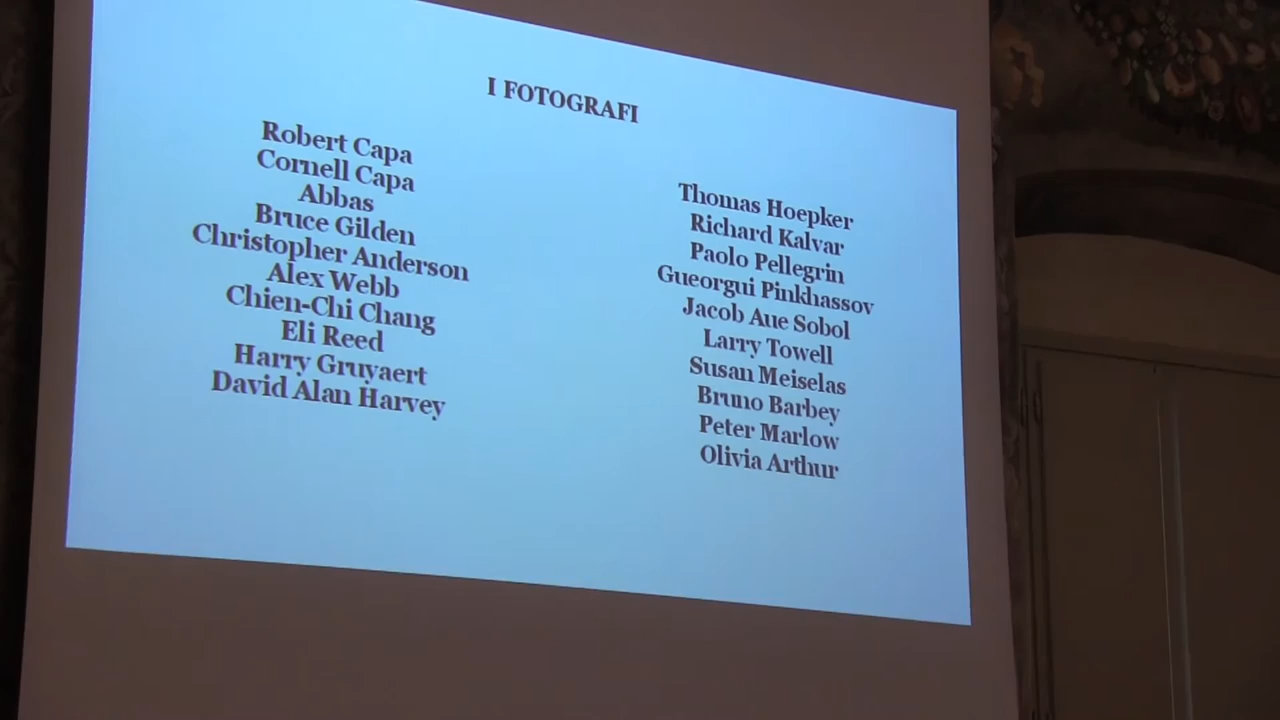 I FOTOGRAFI
Robert Capa
Cornell Capa
Abbas
Bruce Gilden
Christopher Anderson
Alex Webb
Chien-Chi Chang
Eli Reed
Harry Gruyaert
David Alan Harvey
Thomas Hoepker
Richard Kalvar
Paolo Pellegrin
Gueorgui Pinkhassov
Jacob Aue Sobol
Larry Towell
Susan Meiselas
Bruno Barbey
Peter Marlow
Olivia Arthur